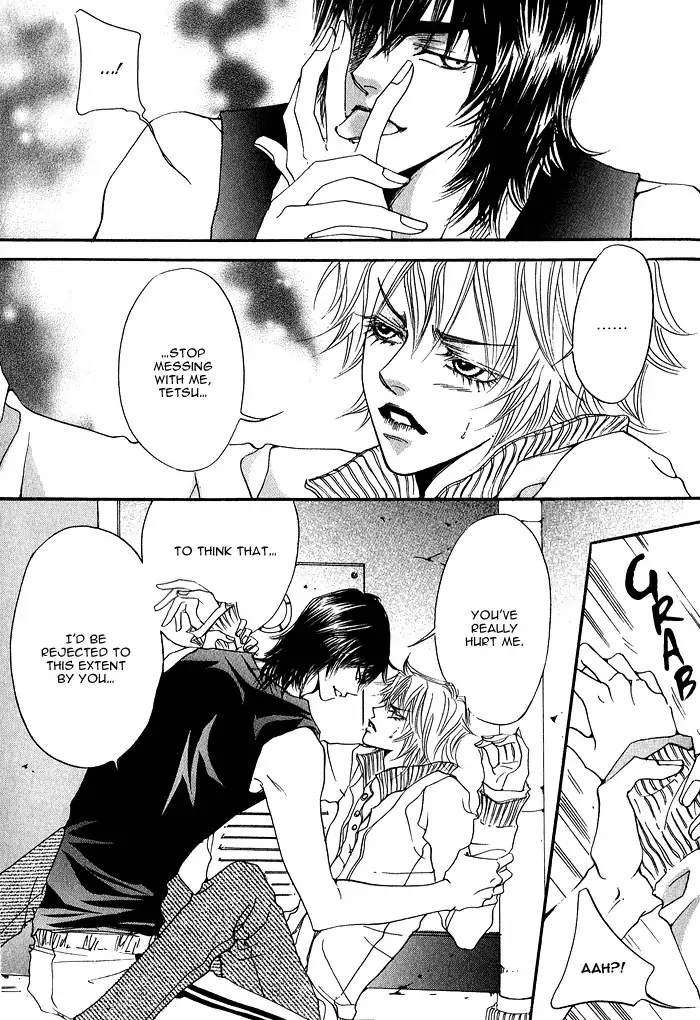 ...!
......
...STOP
MESSING
WITH ME,
TETSU...
GRAB
AAH?!
YOU'VE
REALLY
HURT ME.
TO THINK THAT...
I'D BE
REJECTED TO
THIS EXTENT
BY YOU...